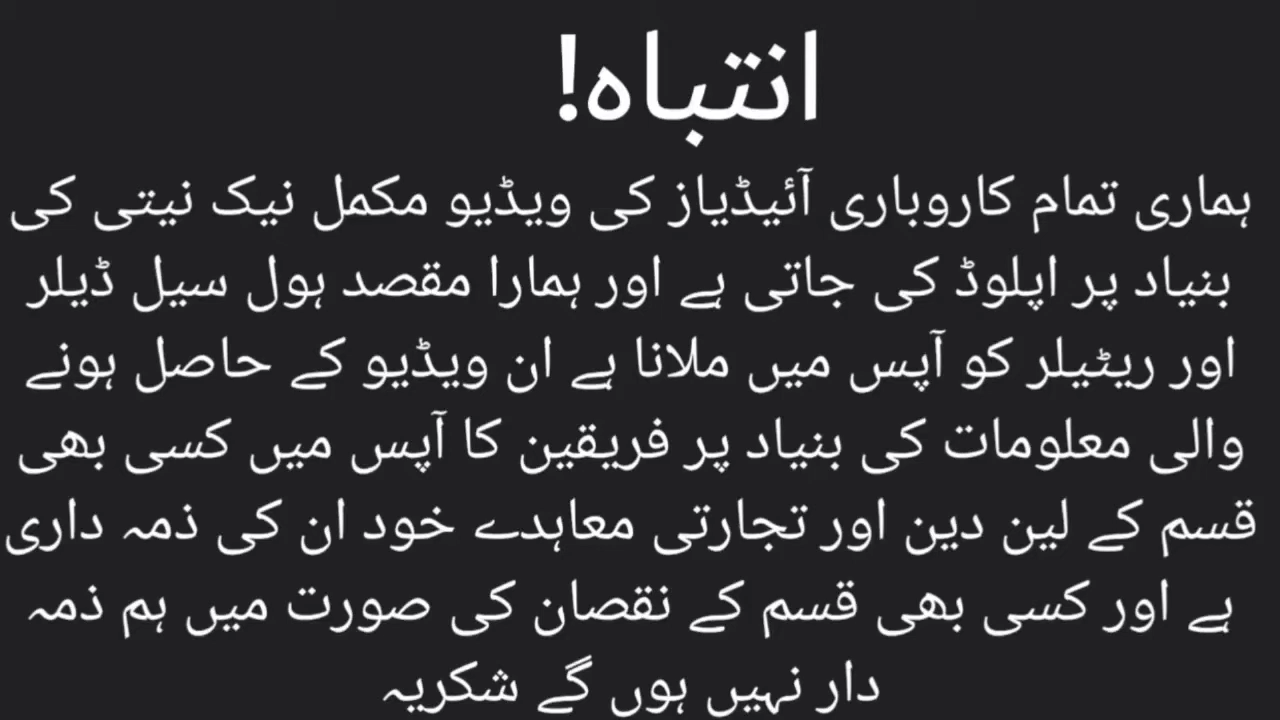 انتباہ!
ہماری تمام کاروباری آئیڈیاز کی ویڈیو مکمل نیک نیتی کی
بنیاد پر اپلوڈ کی جاتی ہے اور ہمارا مقصد ہول سیل ڈیلر
اور ریٹیلر کو آپس میں ملانا ہے ان ویڈیو کے حاصل ہونے
والی معلومات کی بنیاد پر فریقین کا آپس میں کسی بھی
قسم کے لین دین اور تجارتی معاہدے خود ان کی ذمہ داری
ہے اور کسی بھی قسم کے نقصان کی صورت میں ہم ذمہ
دار نہیں ہوں گے شکریہ